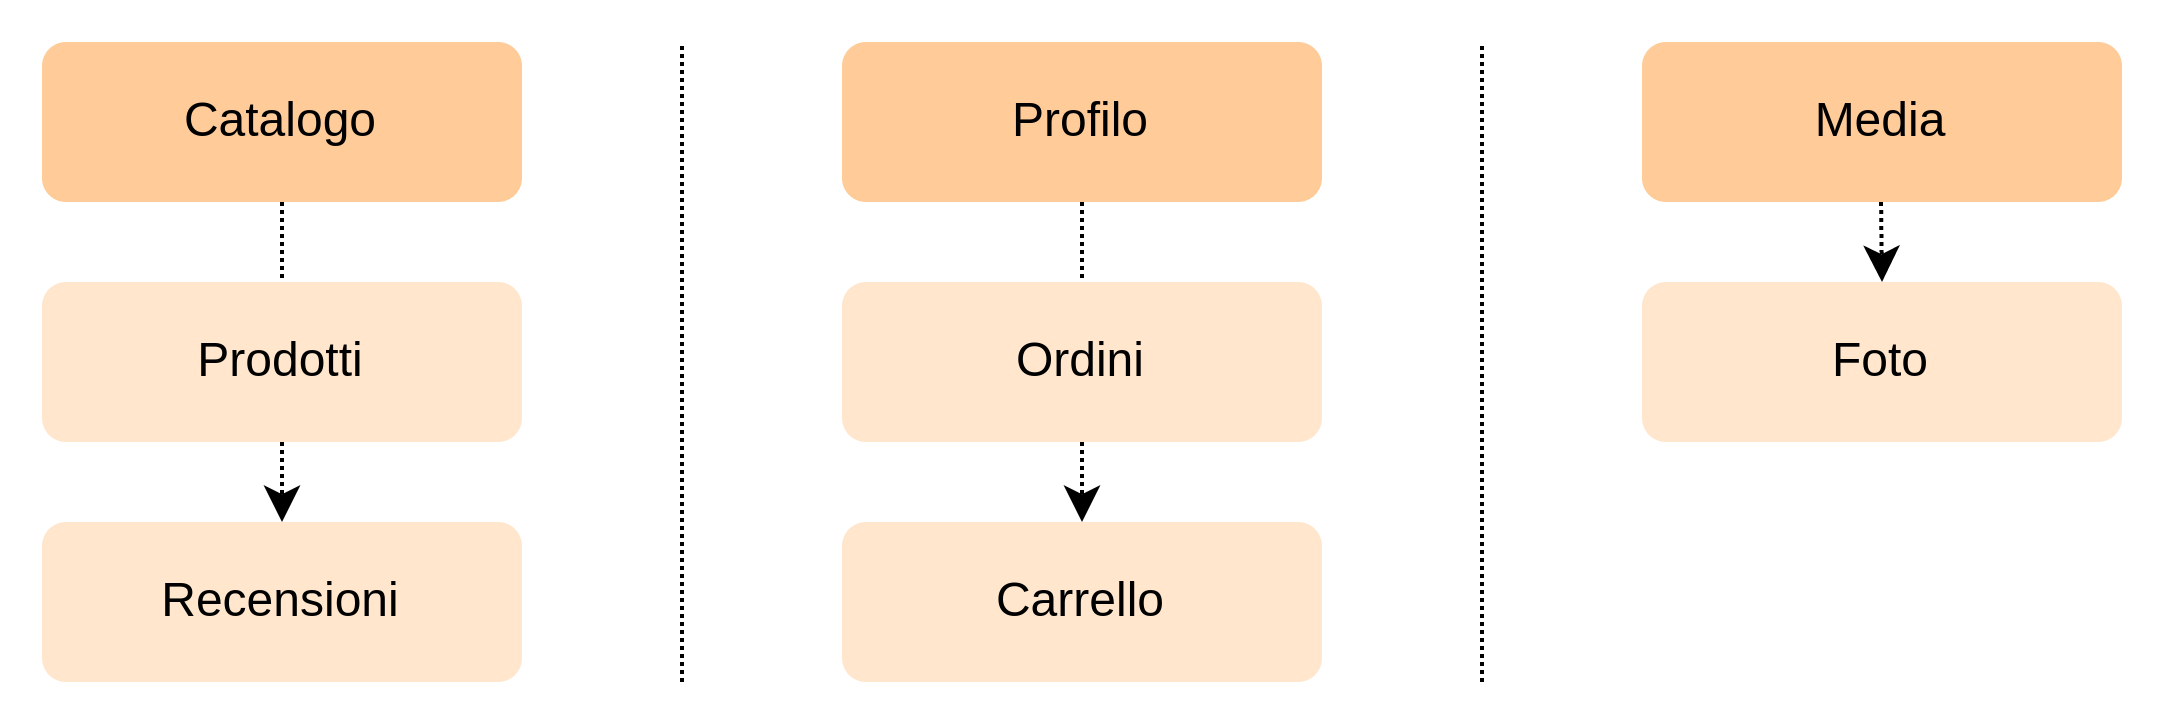 Catalogo
Prodotti
Recensioni
Profilo
Ordini
Carrello
Media
Foto